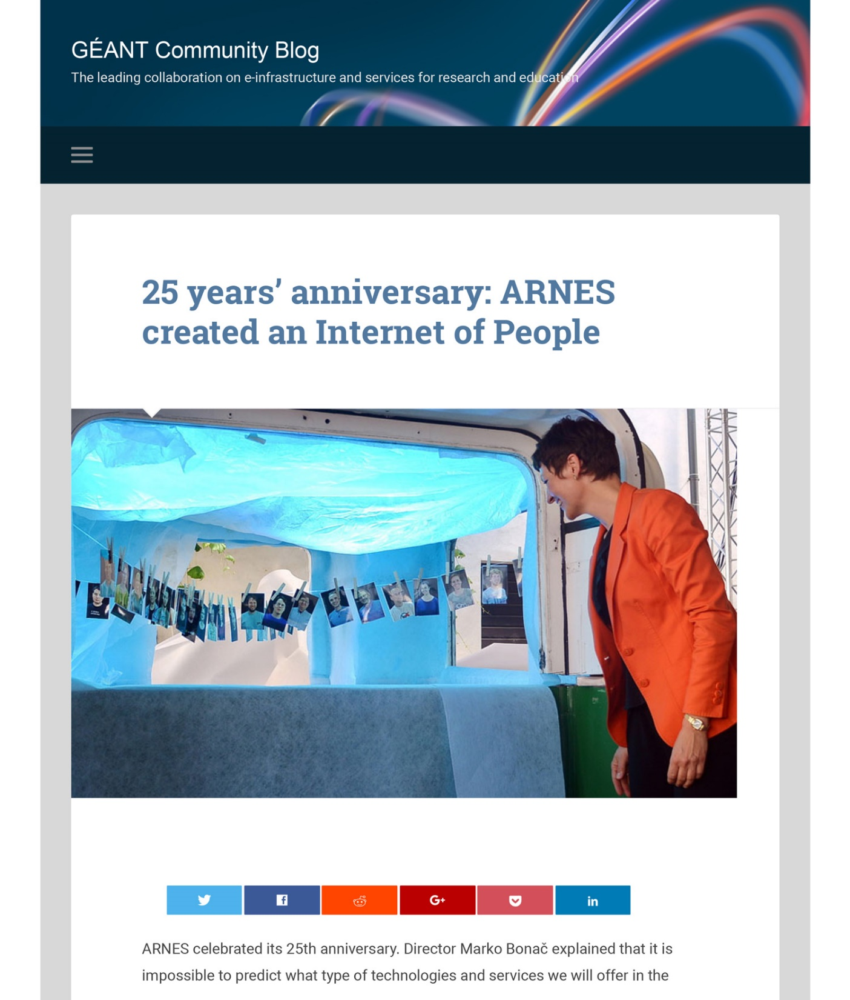 GÉANT Community Blog
The leading collaboration on e-infrastructure and services for research and education
25 years’ anniversary: ARNES
created an Internet of People
G+
in
ARNES celebrated its 25th anniversary. Director Marko Bonač explained that it is
impossible to predict what type of technologies and services we will offer in the